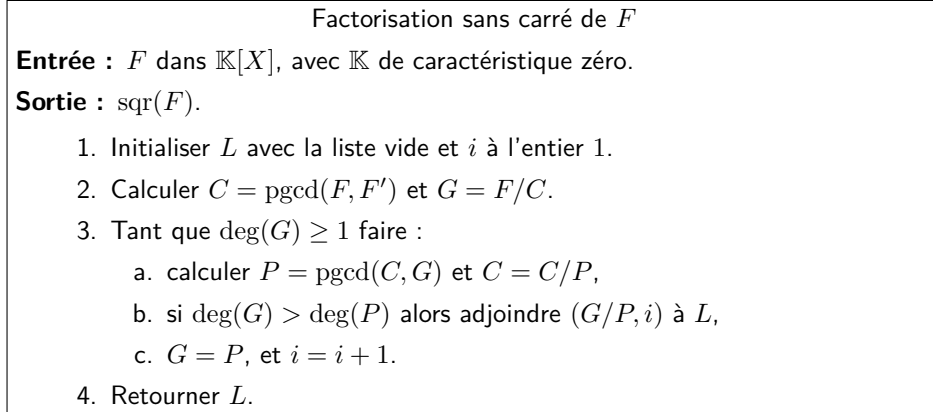 Factorisation sans carré de F
Entrée : F dans 𝕂[X], avec 𝕂 de caractéristique zéro.
Sortie : sqr(F).
1. Initialiser L avec la liste vide et i à l'entier 1.
2. Calculer C = pgcd(F, F′) et G = F/C.
3. Tant que deg(G) ≥ 1 faire :
a. calculer P = pgcd(C, G) et C = C/P,
b. si deg(G) > deg(P) alors adjoindre (G/P, i) à L,
c. G = P, et i = i + 1.
4. Retourner L.